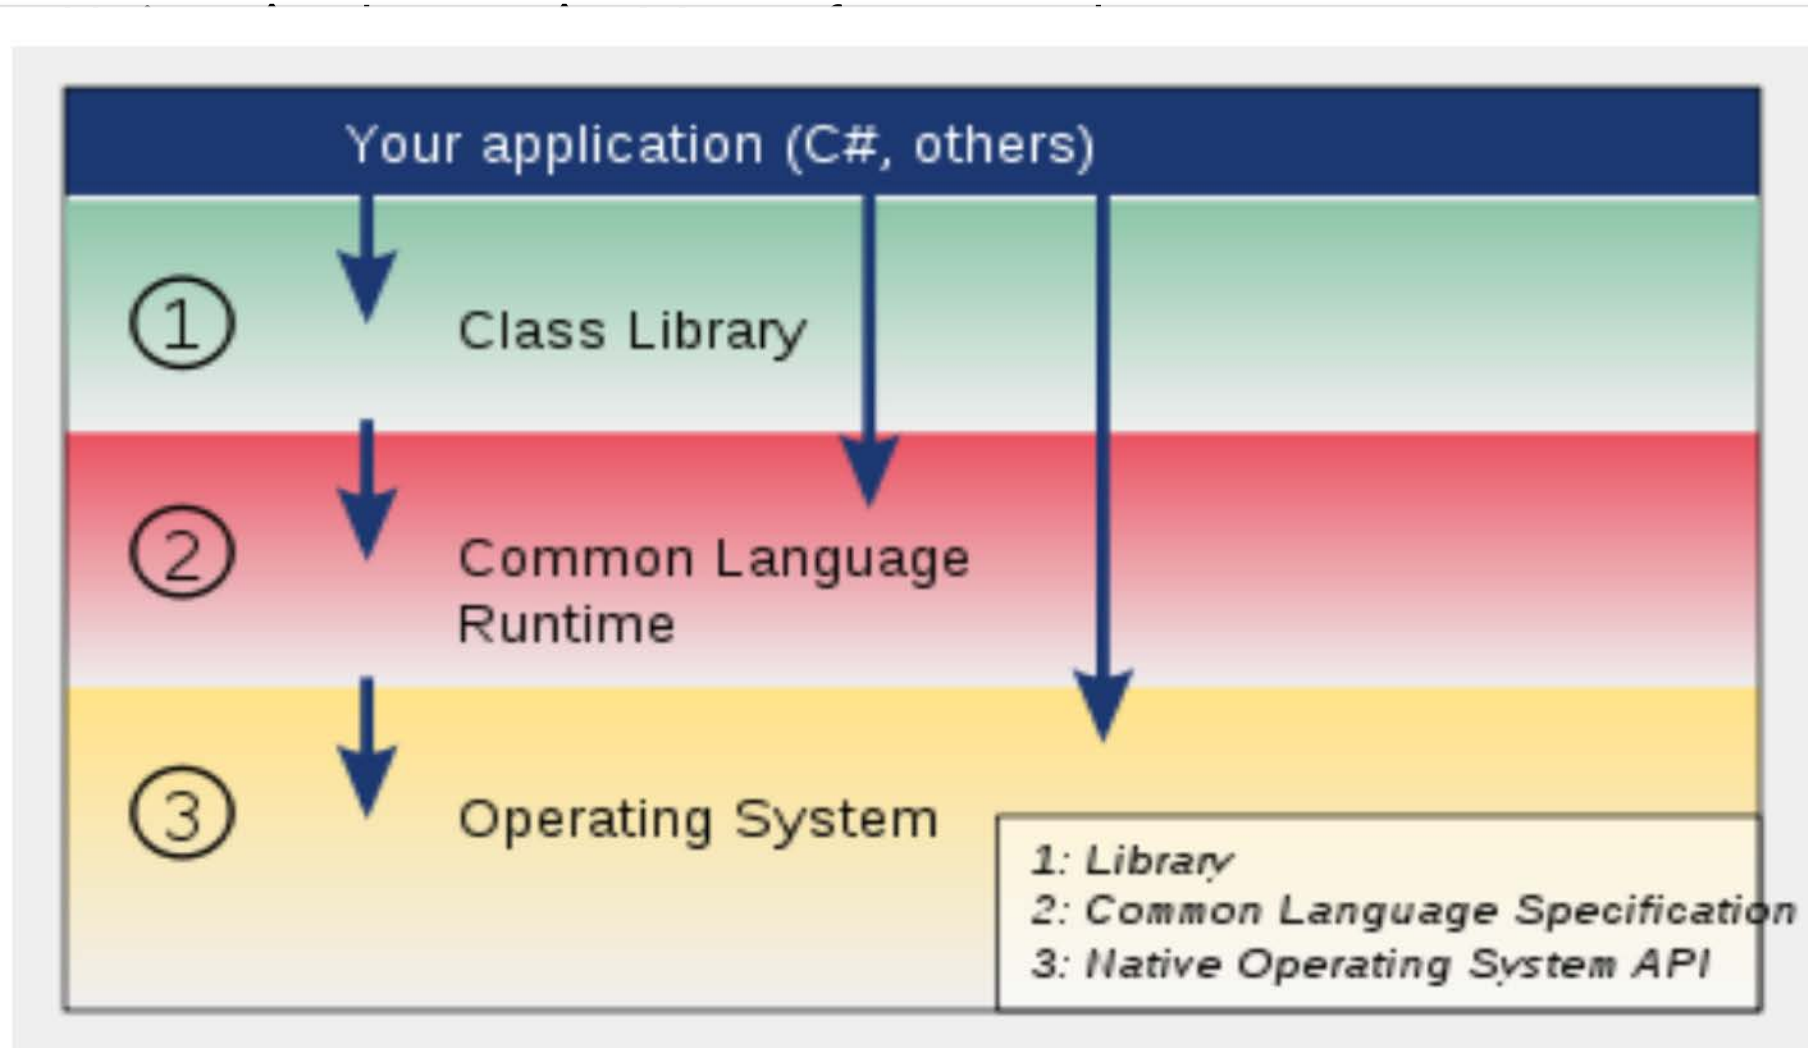 Your application (C#, others)
1
Class Library
2
Common Language
Runtime
3
Operating System
1: Library
2: Common Language Specification
3: Native Operating System API